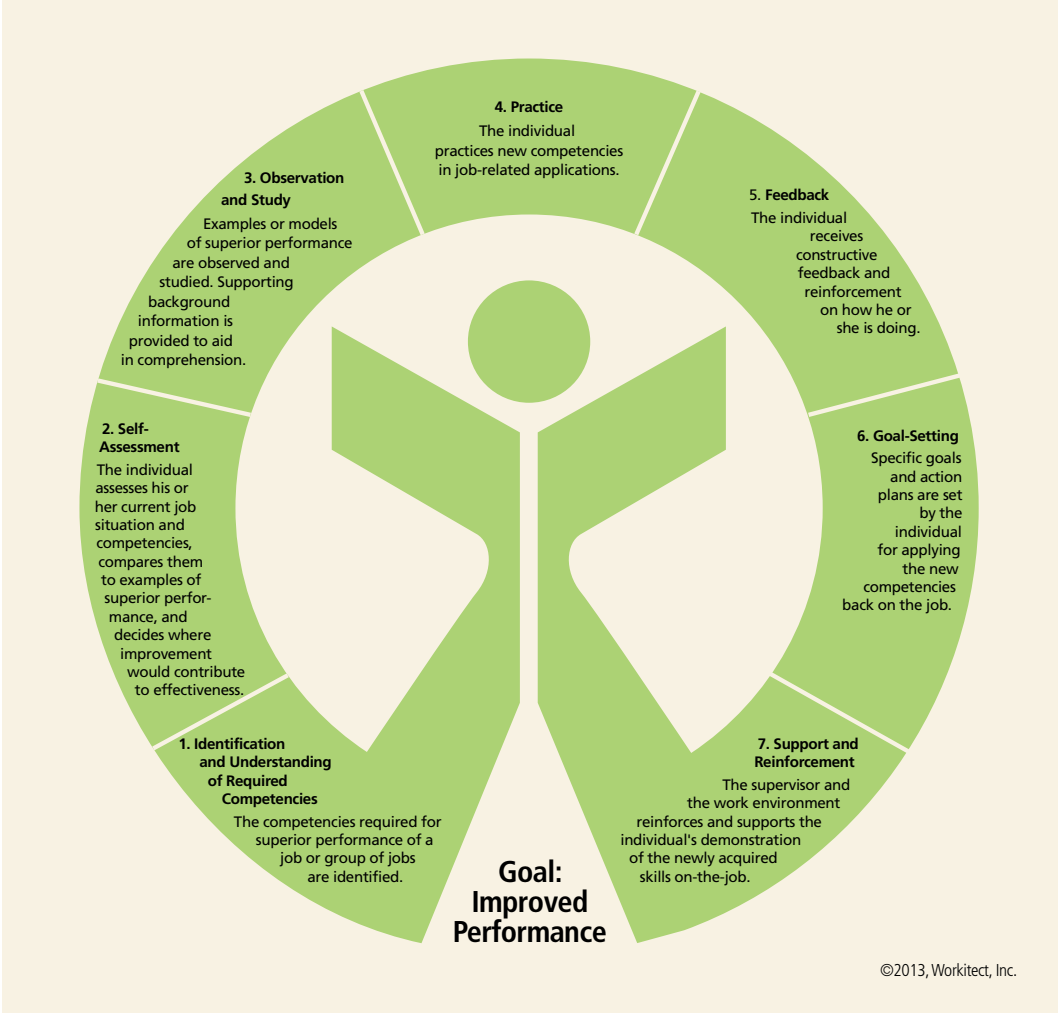 1. Identification
and Understanding
of Required
Competencies
The competencies required for
superior performance of a
job or group of jobs
are identified.
2. Self-
Assessment
The individual
assesses his or
her current job
situation and
competencies,
compares them
to examples of
superior perfor-
mance, and
decides where
improvement
would contribute
to effectiveness.
3. Observation
and Study
Examples or models
of superior performance
are observed and
studied. Supporting
background
information is
provided to aid
in comprehension.
4. Practice
The individual
practices new competencies
in job-related applications.
5. Feedback
The individual
receives
constructive
feedback and
reinforcement
on how he or
she is doing.
6. Goal-Setting
Specific goals
and action
plans are set
by the
individual
for applying
the new
competencies
back on the job.
7. Support and
Reinforcement
The supervisor and
the work environment
reinforces and supports the
individual's demonstration
of the newly acquired
skills on-the-job.
Goal:
Improved
Performance
©2013, Workitect, Inc.